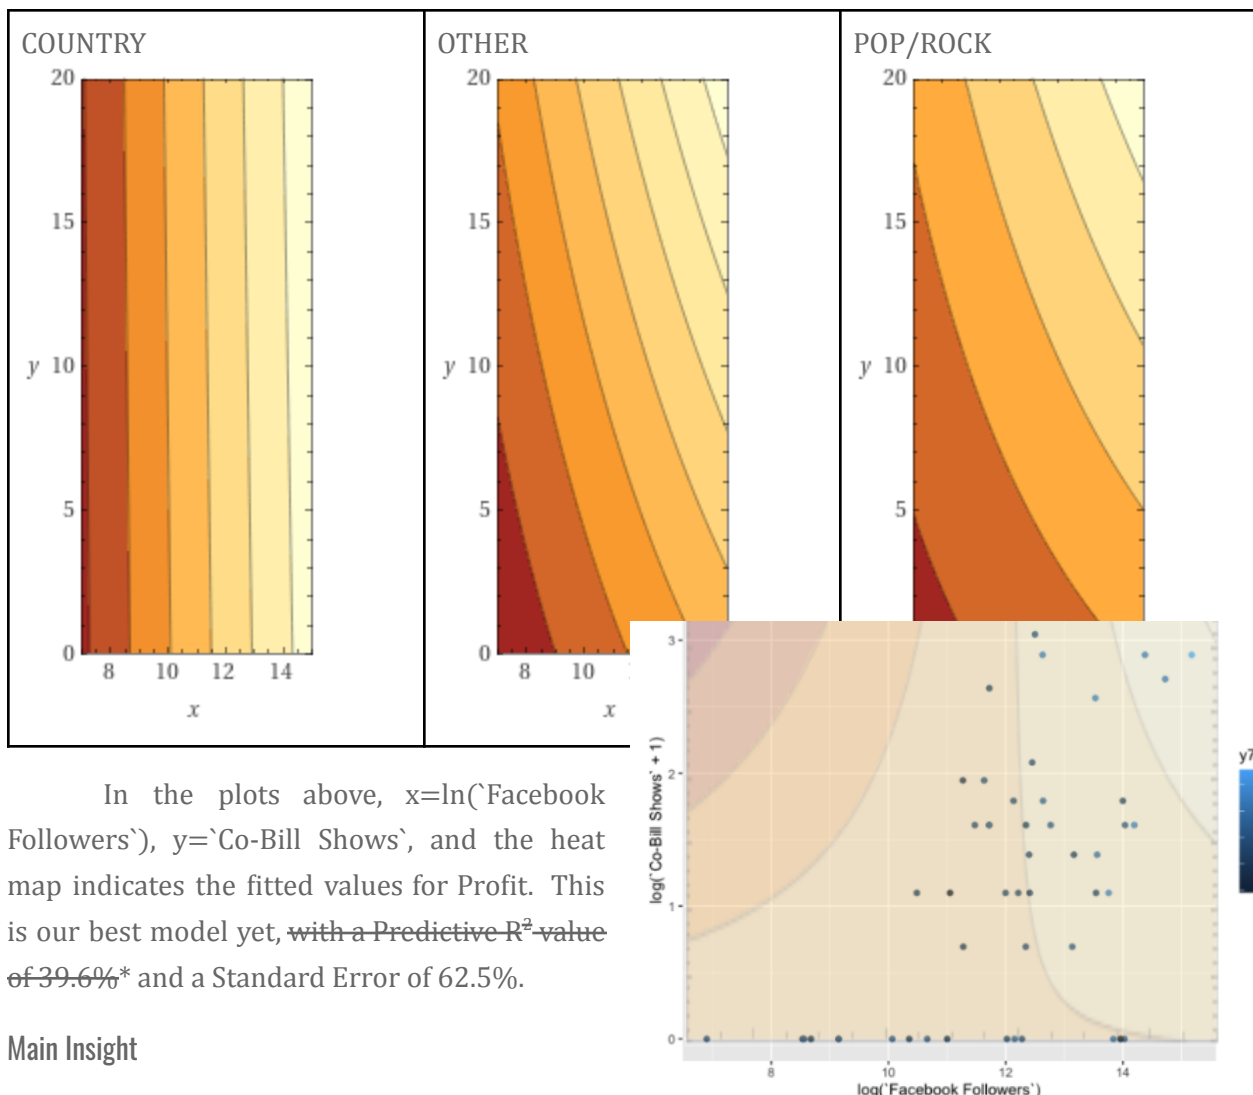 COUNTRY
OTHER
POP/ROCK
20
15
y 10
5
0
8 10 12 14
x
20
15
y 10
5
0
8 10
x
20
15
y 10
5
In the plots above, x=ln(`Facebook
Followers`), y=`Co-Bill Shows`, and the heat
map indicates the fitted values for Profit. This
is our best model yet, with a Predictive R² value
of 39.6%* and a Standard Error of 62.5%.
Main Insight
log(`Co-Bill Shows` + 1)
3
2
1
0
8 10 12 14
log(`Facebook Followers`)
y7